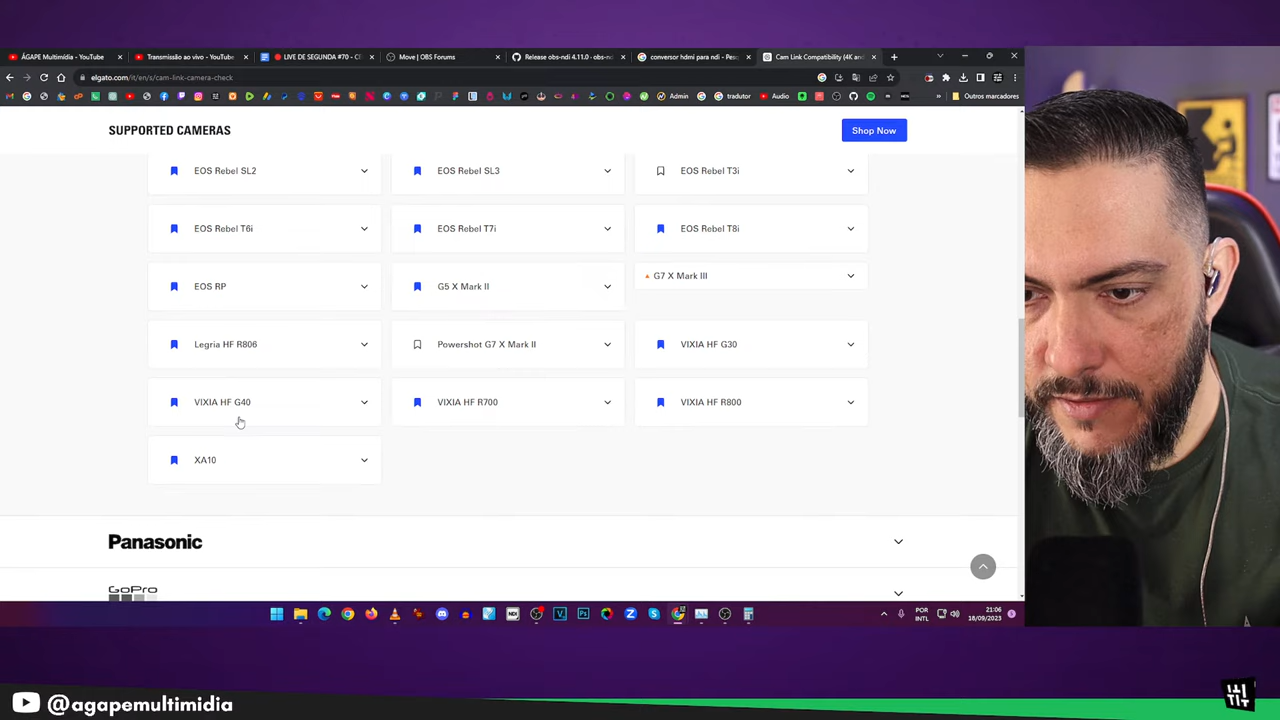 ÁGAPE Multimídia - YouTube
Transmissão ao vivo - YouTube
LIVE DE SEGUNDA #70 -
Move | OBS Forums
Release obs-ndi 4.11.0 · obs-nd
conversor hdmi para ndi - Pes
Cam Link Compatibility (4K an
elgato.com/it/en/s/cam-link-camera-check
Admin
tradutor
Audio
Outros marcadores
SUPPORTED CAMERAS
Shop Now
EOS Rebel SL2
EOS Rebel SL3
EOS Rebel T3i
EOS Rebel T6i
EOS Rebel T7i
EOS Rebel T8i
EOS RP
G5 X Mark II
G7 X Mark III
Legria HF R806
Powershot G7 X Mark II
VIXIA HF G30
VIXIA HF G40
VIXIA HF R700
VIXIA HF R800
XA10
Panasonic
GoPro
POR
INTL
21:06
18/09/2023
@agapemultimidia